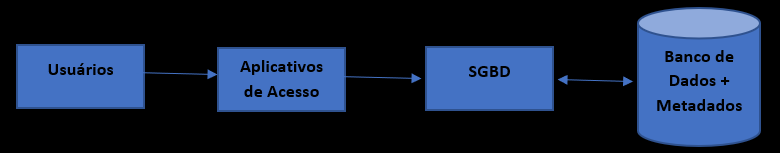 Usuários
Aplicativos
de Acesso
SGBD
Banco de
Dados +
Metadados